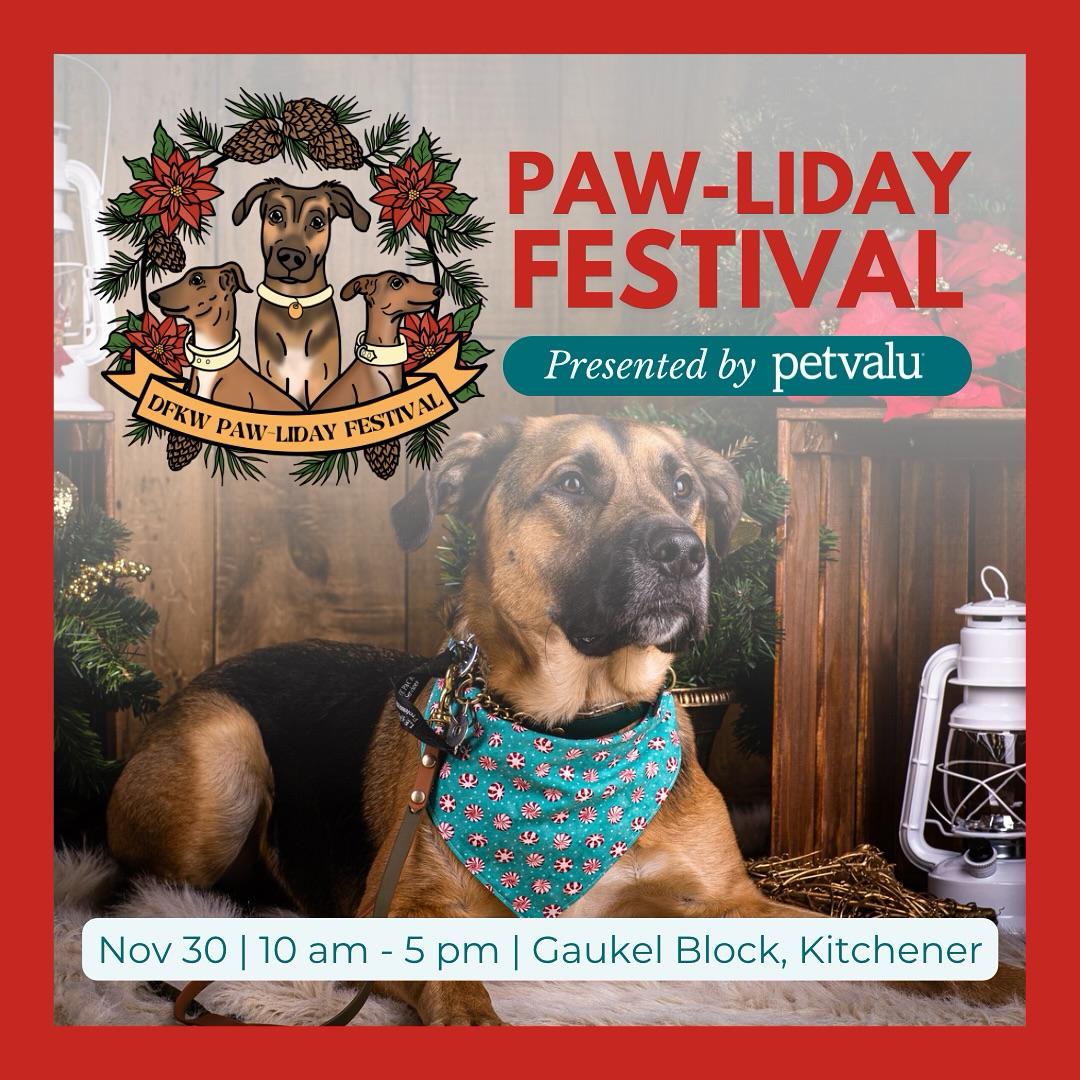 PAW-LIDAY
FESTIVAL
Presented by petvalu
DFKW PAW-LIDAY FESTIVAL
Nov 30 | 10 am - 5 pm | Gaukel Block, Kitchener